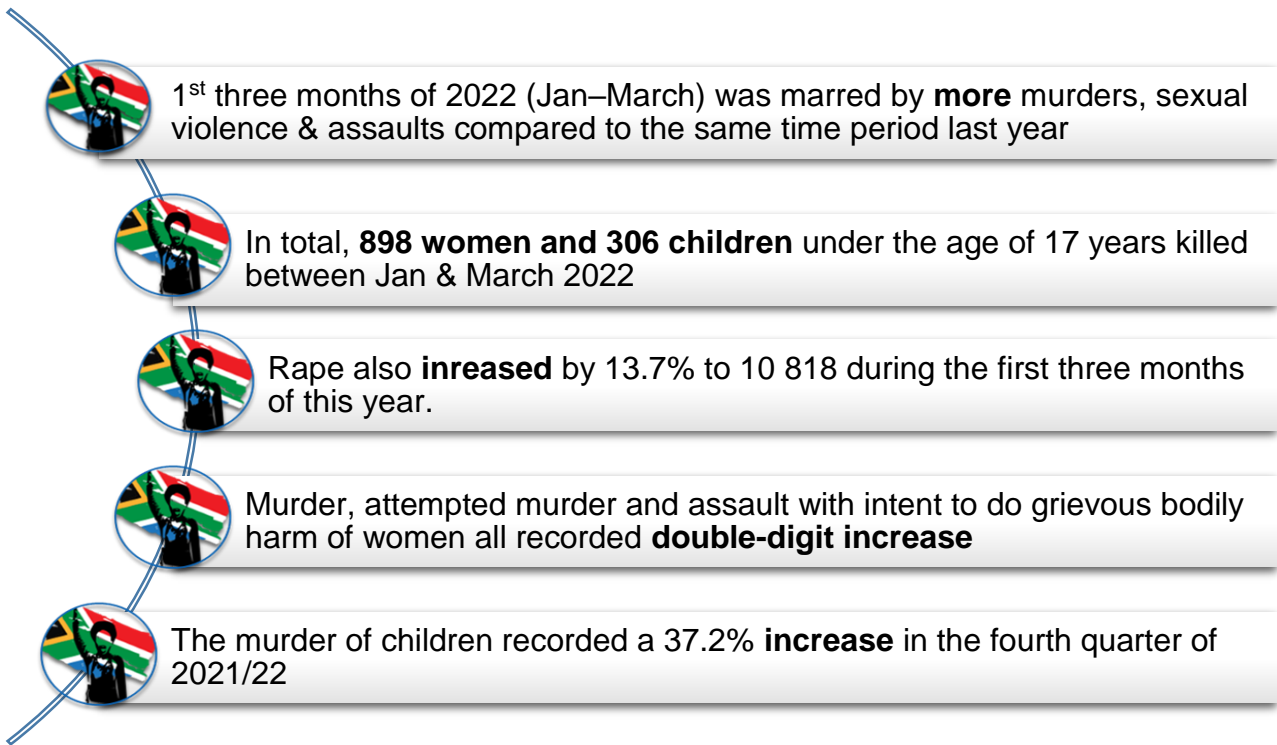 1st three months of 2022 (Jan–March) was marred by more murders, sexual
violence & assaults compared to the same time period last year
In total, 898 women and 306 children under the age of 17 years killed
between Jan & March 2022
Rape also inreased by 13.7% to 10 818 during the first three months
of this year.
Murder, attempted murder and assault with intent to do grievous bodily
harm of women all recorded double-digit increase
The murder of children recorded a 37.2% increase in the fourth quarter of
2021/22